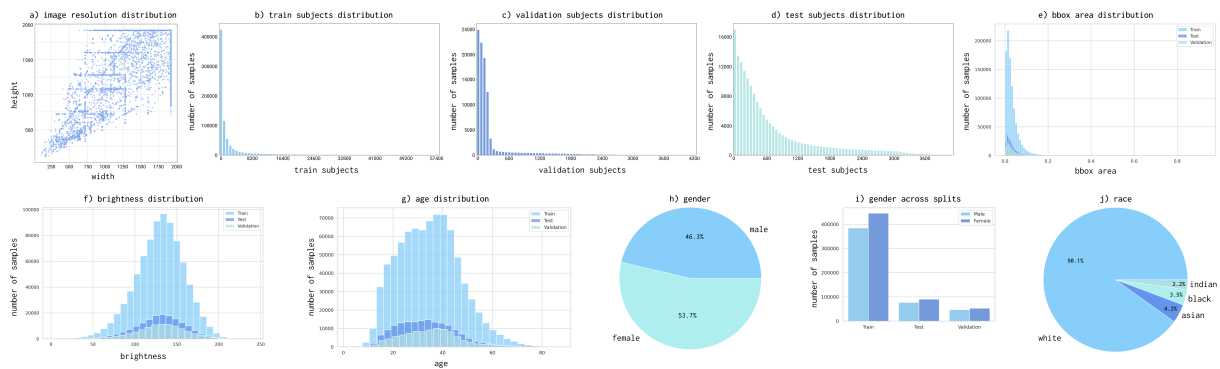 a) image resolution distribution
height
1500
1000
500
250 500 750 1000 1250 1500 1750 2000
width
b) train subjects distribution
number of samples
400000
300000
200000
100000
0
0 8200 16400 24600 32800 41000 49200 57400
train subjects
c) validation subjects distribution
number of samples
25000
20000
15000
10000
5000
0
0 600 1200 1800 2400 3000 3600 4200
validation subjects
d) test subjects distribution
number of samples
16000
12000
8000
4000
0
0 600 1200 1800 2400 3000 3600
test subjects
e) bbox area distribution
number of samples
200000
150000
100000
50000
0
0.0 0.2 0.4 0.6 0.8
Train
Test
Validation
bbox area
f) brightness distribution
number of samples
100000
80000
60000
40000
20000
0
0 50 100 150 200 250
Train
Test
Validation
brightness
g) age distribution
number of samples
70000
60000
50000
40000
30000
20000
10000
0
0 20 40 60 80
Train
Test
Validation
age
h) gender
male
46.3%
53.7%
female
i) gender across splits
number of samples
400000
300000
200000
100000
0
Male
Female
Train Test Validation
j) race
90.1%
2.2% indian
3.5% black
4.2% asian
white